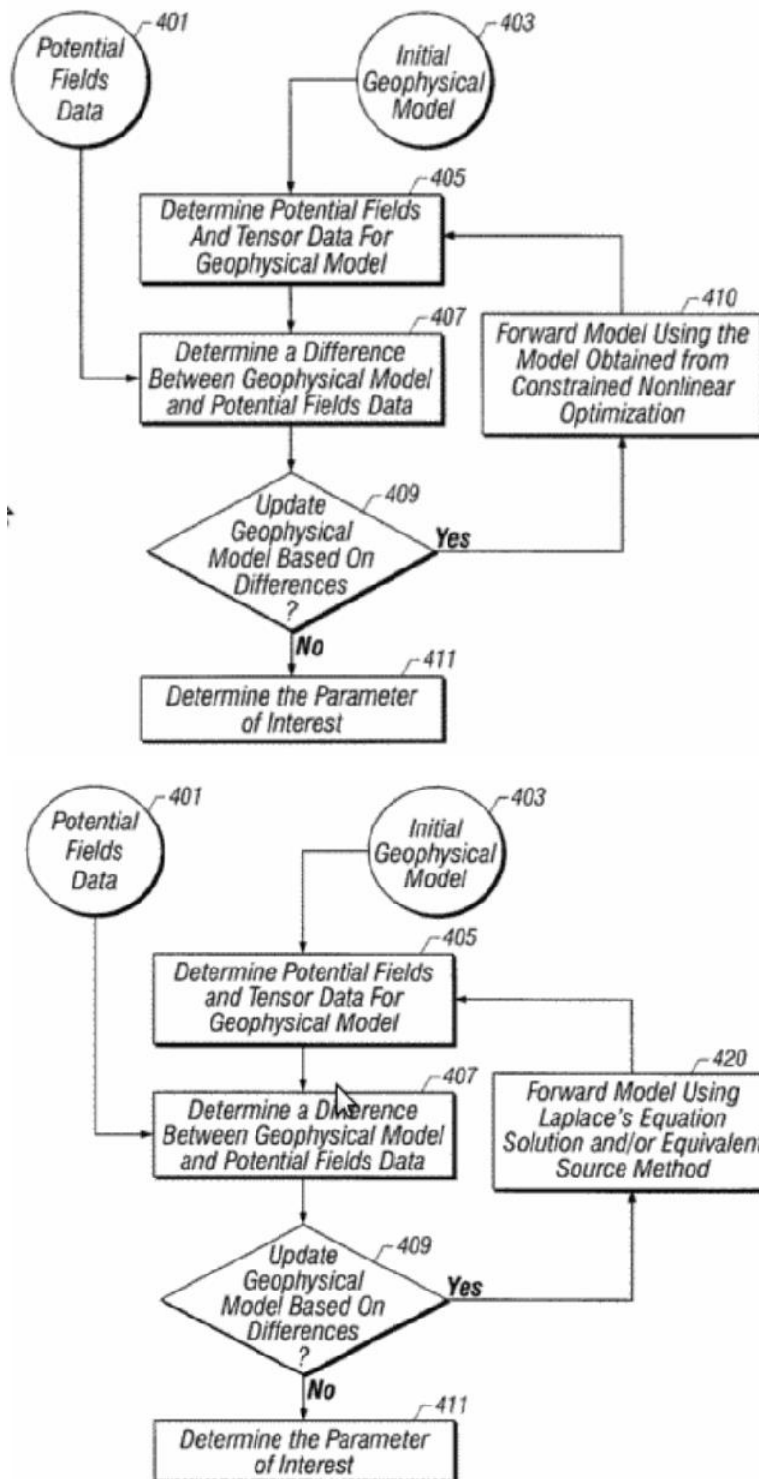 401
Potential
Fields
Data
403
Initial
Geophysical
Model
405
Determine Potential Fields
And Tensor Data For
Geophysical Model
407
Determine a Difference
Between Geophysical Model
and Potential Fields Data
410
Forward Model Using the
Model Obtained from
Constrained Nonlinear
Optimization
409
Update
Geophysical
Model Based On
Differences
?
Yes
No
411
Determine the Parameter
of Interest
401
Potential
Fields
Data
403
Initial
Geophysical
Model
405
Determine Potential Fields
and Tensor Data For
Geophysical Model
407
Determine a Difference
Between Geophysical Model
and Potential Fields Data
420
Forward Model Using
Laplace's Equation
Solution and/or Equivalent
Source Method
409
Update
Geophysical
Model Based On
Differences
?
Yes
No
411
Determine the Parameter
of Interest